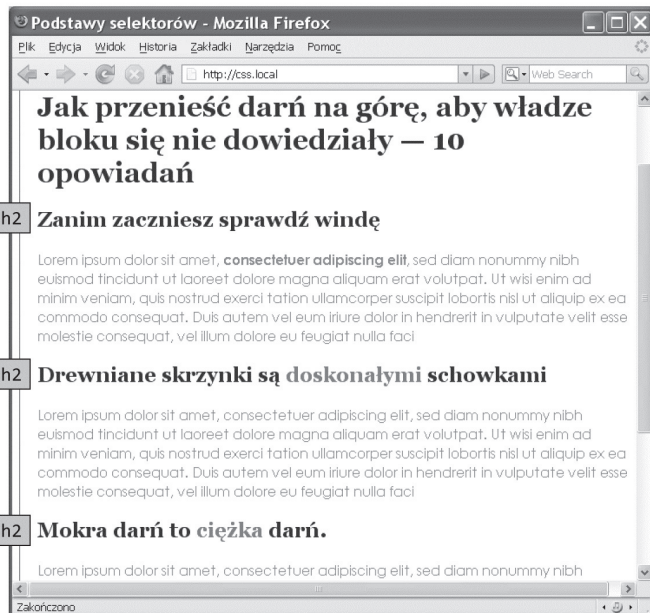 Podstawy selektorów - Mozilla Firefox
Plik Edycja Widok Historia Zakładki Narzędzia Pomoc
http://css.local
Web Search
Jak przenieść darń na górę, aby władze
bloku się nie dowiedziały — 10
opowiadań
h2 Zanim zaczniesz sprawdź windę
Lorem ipsum dolor sit amet, consectetuer adipiscing elit, sed diam nonummy nibh
euismod tincidunt ut laoreet dolore magna aliquam erat volutpat. Ut wisi enim ad
minim veniam, quis nostrud exerci tation ullamcorper suscipit lobortis nisl ut aliquip ex ea
commodo consequat. Duis autem vel eum iriure dolor in hendrerit in vulputate velit esse
molestie consequat, vel illum dolore eu feugiat nulla faci
h2 Drewniane skrzynki są doskonałymi schowkami
Lorem ipsum dolor sit amet, consectetuer adipiscing elit, sed diam nonummy nibh
euismod tincidunt ut laoreet dolore magna aliquam erat volutpat. Ut wisi enim ad
minim veniam, quis nostrud exerci tation ullamcorper suscipit lobortis nisl ut aliquip ex ea
commodo consequat. Duis autem vel eum iriure dolor in hendrerit in vulputate velit esse
molestie consequat, vel illum dolore eu feugiat nulla faci
h2 Mokra darń to ciężka darń.
Lorem ipsum dolor sit amet, consectetuer adipiscing elit, sed diam nonummy nibh
Zakończono